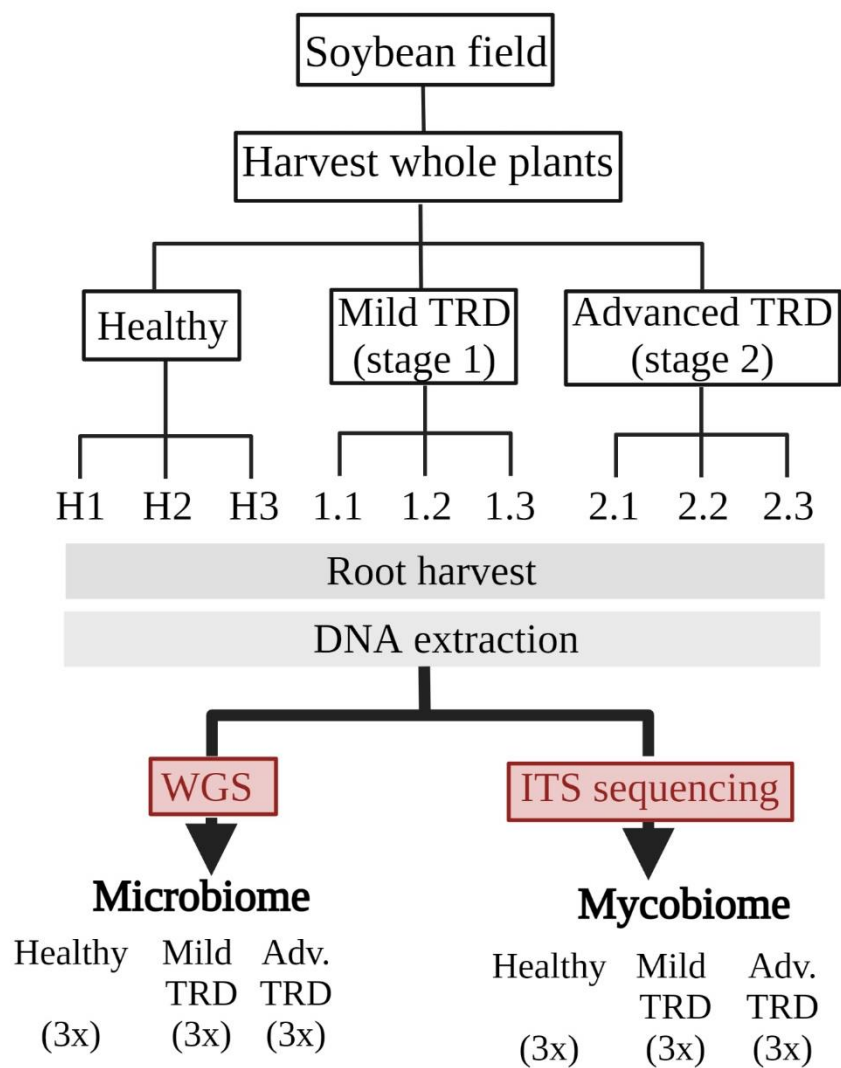 Soybean field
Harvest whole plants
Healthy
Mild TRD
(stage 1)
Advanced TRD
(stage 2)
H1 H2 H3 1.1 1.2 1.3 2.1 2.2 2.3
Root harvest
DNA extraction
WGS
ITS sequencing
Microbiome
Healthy Mild Adv.
TRD TRD
(3x) (3x) (3x)
Mycobiome
Healthy Mild Adv.
TRD TRD
(3x) (3x) (3x)